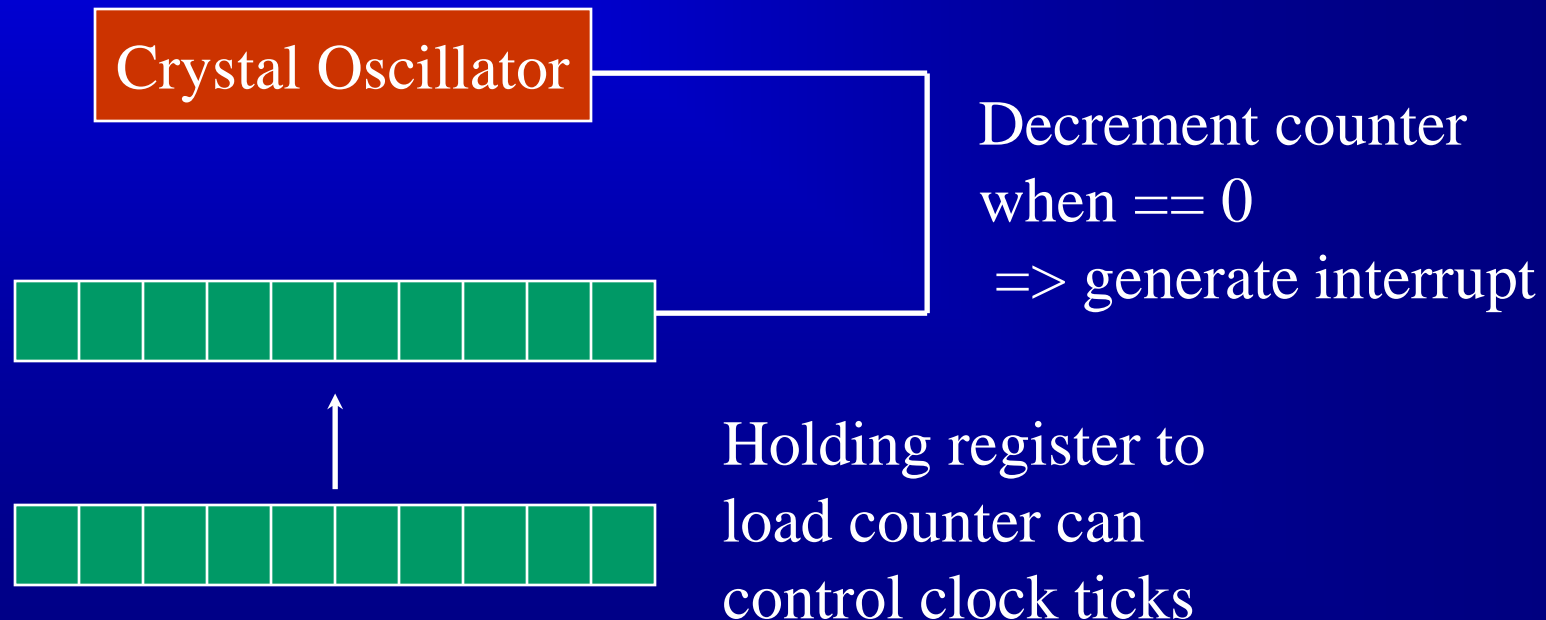 Crystal Oscillator
Decrement counter
when == 0
=> generate interrupt
Holding register to
load counter can
control clock ticks